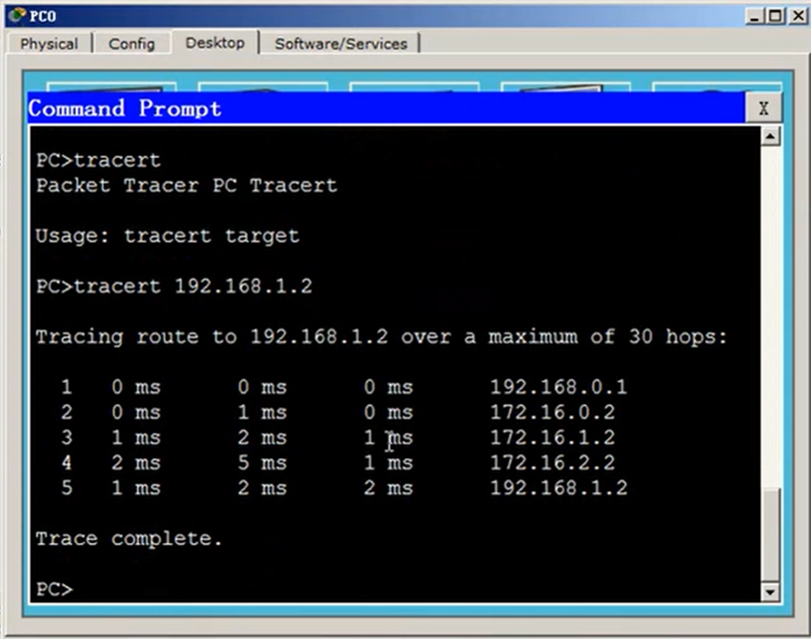 PC0
Physical Config Desktop Software/Services
Command Prompt X
PC>tracert
Packet Tracer PC Tracert
Usage: tracert target
PC>tracert 192.168.1.2
Tracing route to 192.168.1.2 over a maximum of 30 hops:
1 0 ms 0 ms 0 ms 192.168.0.1
2 0 ms 1 ms 0 ms 172.16.0.2
3 1 ms 2 ms 1 ms 172.16.1.2
4 2 ms 5 ms 1 ms 172.16.2.2
5 1 ms 2 ms 2 ms 192.168.1.2
Trace complete.
PC>